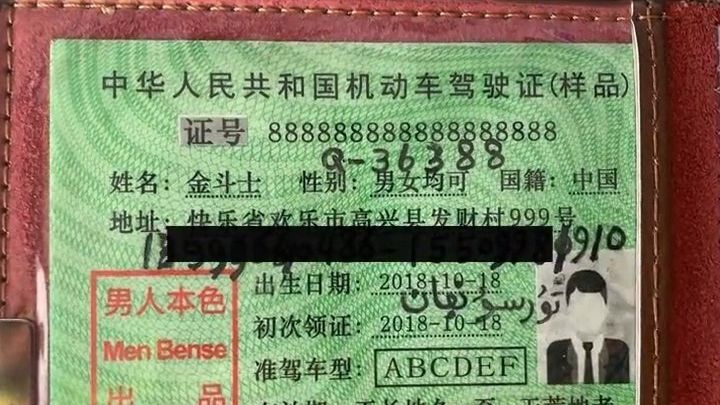 中华人民共和国机动车驾驶证(样品)
证号 888888888888888888
Q-36388
姓名: 金斗士 性别: 男女均可 国籍: 中国
地址: 快乐省欢乐市高兴县发财村999号
出生日期: 2018-10-18
تۇرسۇنجان
初次领证: 2018-10-18
准驾车型: ABCDEF
男人本色
Men Bense
出品